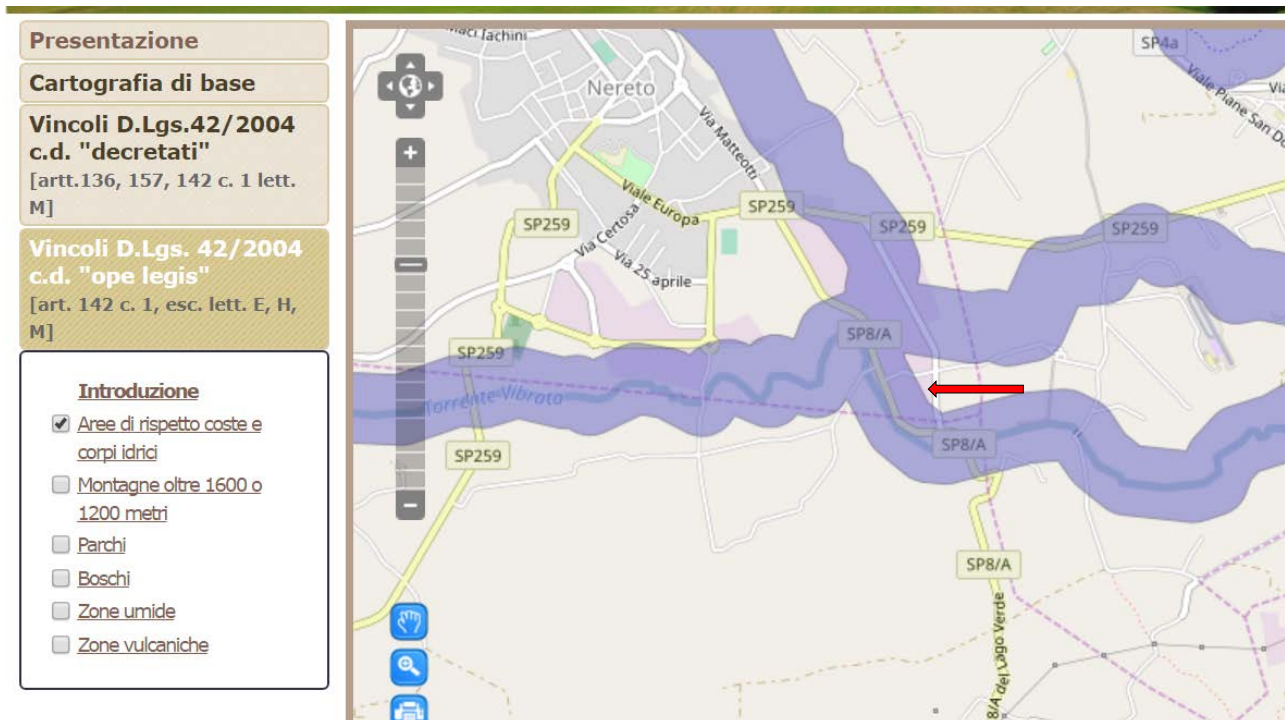 Presentazione
Cartografia di base
Vincoli D.Lgs.42/2004
c.d. "decretati"
[artt.136, 157, 142 c. 1 lett.
M]
Vincoli D.Lgs. 42/2004
c.d. "ope legis"
[art. 142 c. 1, esc. lett. E, H,
M]
Introduzione
Aree di rispetto coste e
corpi idrici
Montagne oltre 1600 o
1200 metri
Parchi
Boschi
Zone umide
Zone vulcaniche
Iachini
Nereto
SP4a
Viale Piane San
Via Matteotti
Viale Europa
SP259
SP259
SP259
SP259
Via Certosa
Via 25 aprile
SP8/A
SP259
Torrente Vibrata
SP259
SP8/A
SP8/A
8/A del Lago Verde